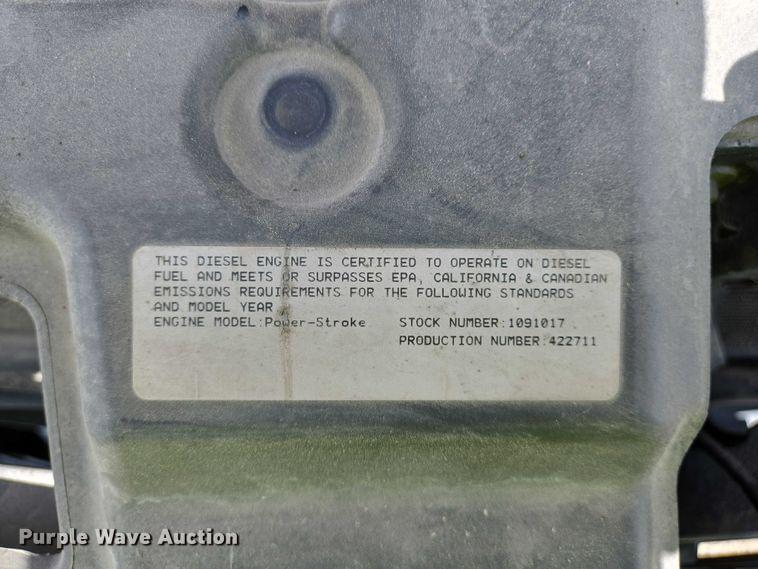 THIS DIESEL ENGINE IS CERTIFIED TO OPERATE ON DIESEL
FUEL AND MEETS OR SURPASSES EPA, CALIFORNIA & CANADIAN
EMISSIONS REQUIREMENTS FOR THE FOLLOWING STANDARDS
AND MODEL YEAR
ENGINE MODEL:Power-Stroke STOCK NUMBER:1091017
PRODUCTION NUMBER:422711
Purple Wave Auction